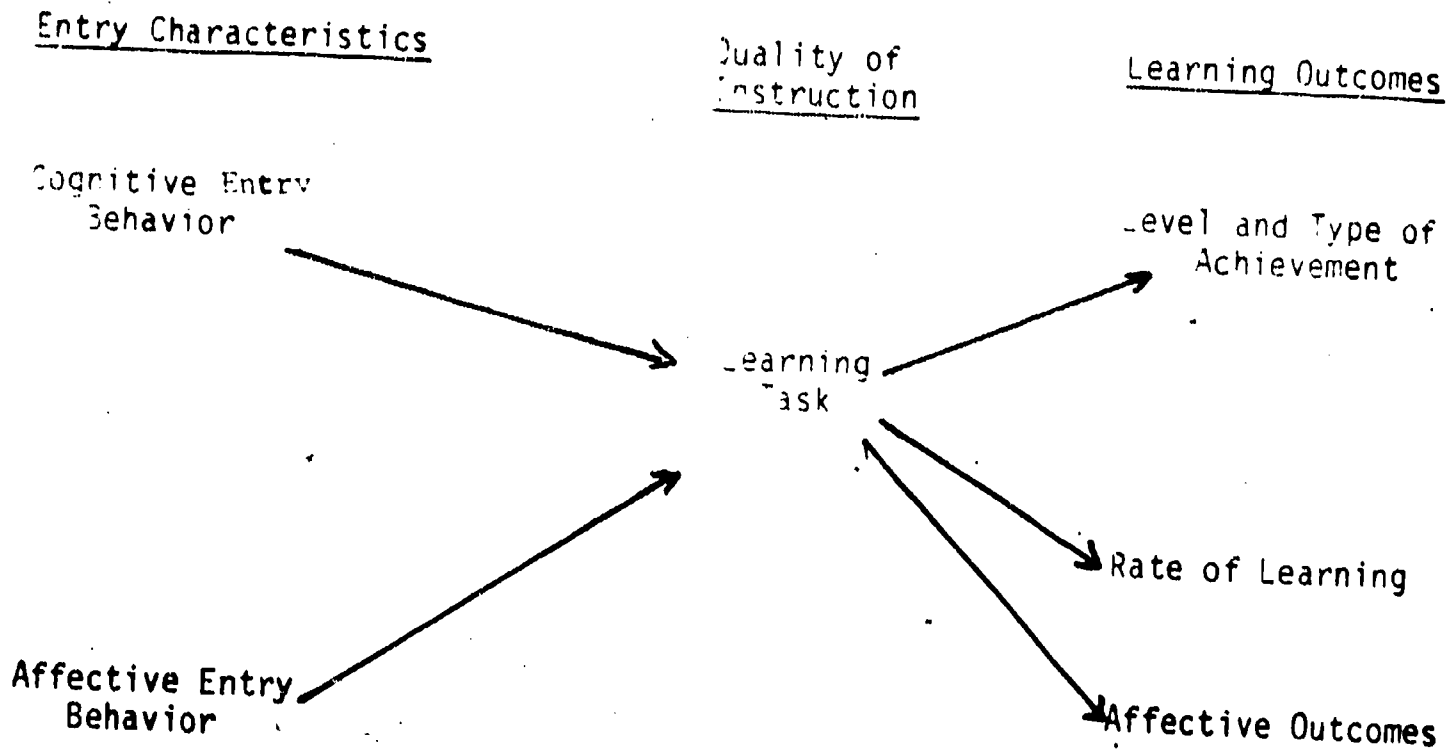 Entry Characteristics
Quality of
Instruction
Learning Outcomes
Cognitive Entry
Behavior
Level and Type of
Achievement
Learning
Task
Rate of Learning
Affective Entry
Behavior
Affective Outcomes